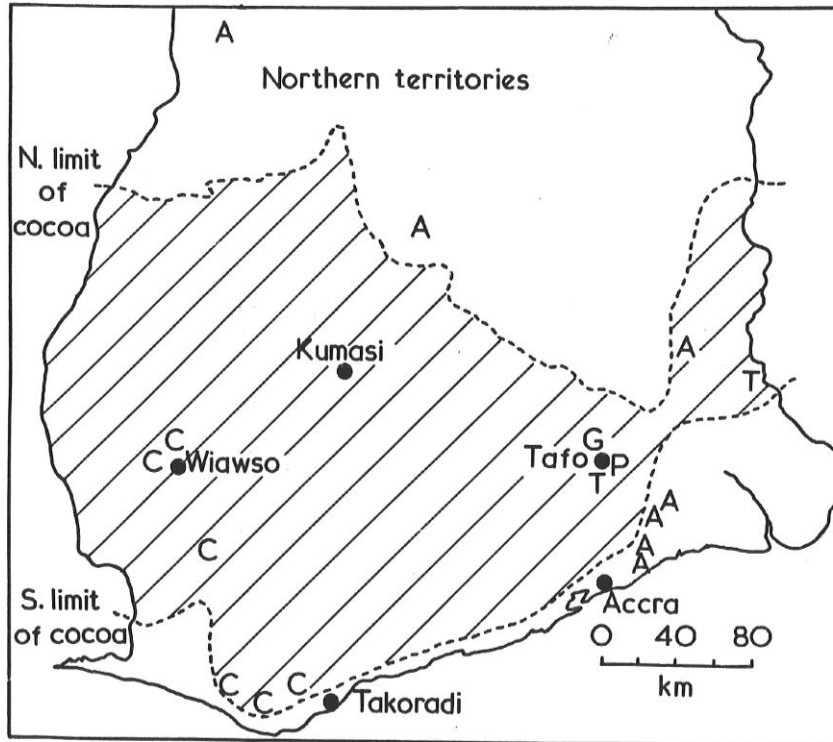 A
Northern territories
N. limit
of
cocoa
A
Kumasi
A
T
C
C Wiawso
G
Tafo P
T
C
A
A
A
A
S. limit
of cocoa
Accra
0 40 80
km
C
C
C
Takoradi